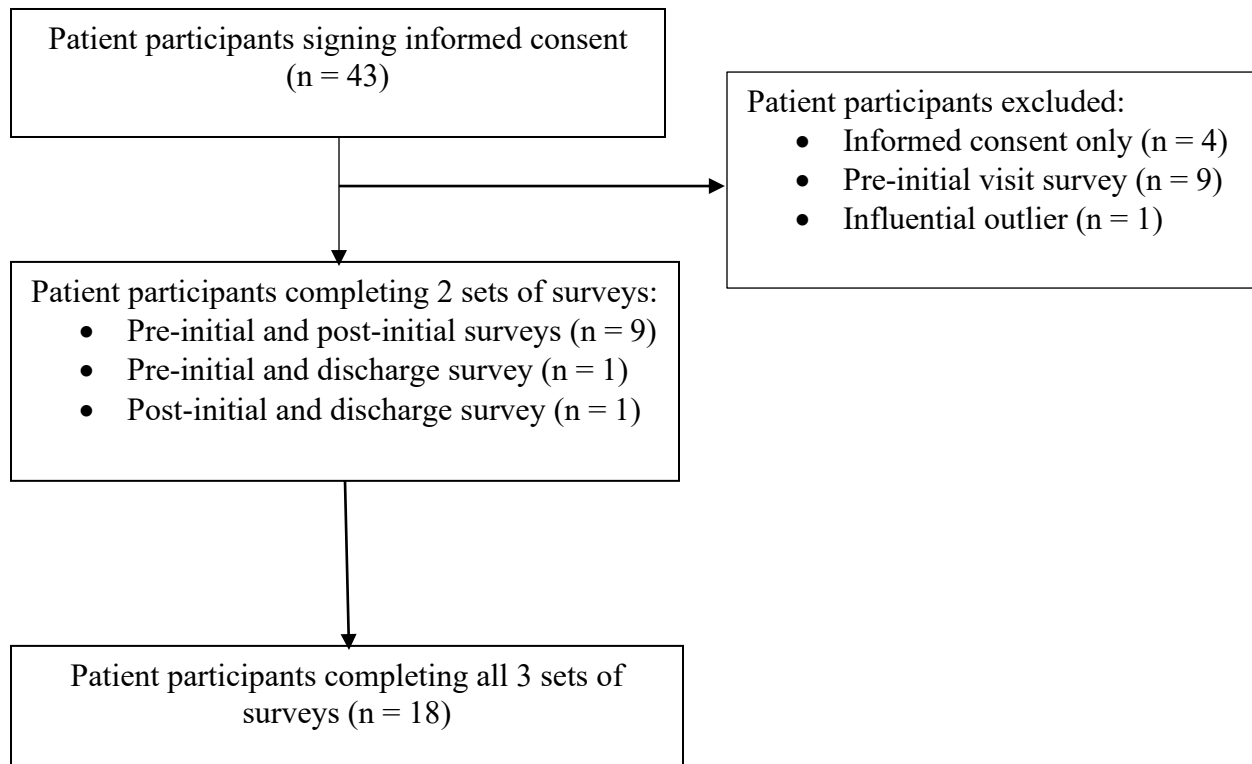 Patient participants signing informed consent
(n = 43)
Patient participants excluded:
• Informed consent only (n = 4)
• Pre-initial visit survey (n = 9)
• Influential outlier (n = 1)
Patient participants completing 2 sets of surveys:
• Pre-initial and post-initial surveys (n = 9)
• Pre-initial and discharge survey (n = 1)
• Post-initial and discharge survey (n = 1)
Patient participants completing all 3 sets of
surveys (n = 18)